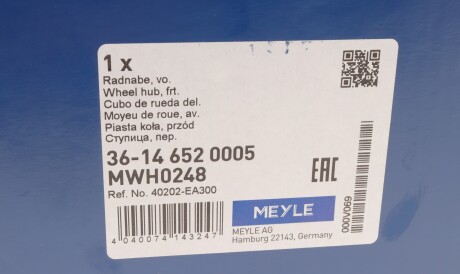 1 x
Radnabe, vo.
Wheel hub, frt.
Cubo de rueda del.
Moyeu de roue, av.
Piasta koła, przód
Ступица, пер.
36-14 652 0005
MWH0248
Ref. No. 40202-EA300
4 040074 143247
EAC
MEYLE
MEYLE AG
Hamburg 22143, Germany
000V069